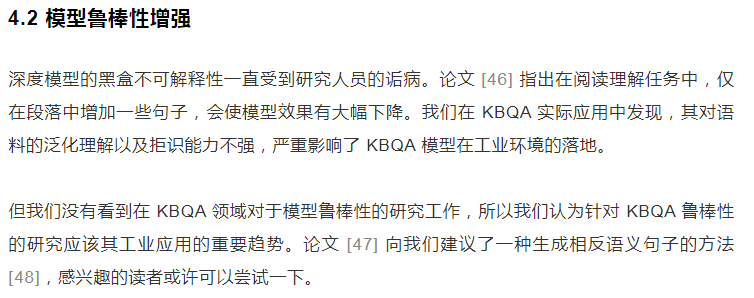 4.2 模型鲁棒性增强
深度模型的黑盒不可解释性一直受到研究人员的诟病。论文 [46] 指出在阅读理解任务中，仅
在段落中增加一些句子，会使模型效果有大幅下降。我们在 KBQA 实际应用中发现，其对语
料的泛化理解以及拒识能力不强，严重影响了 KBQA 模型在工业环境的落地。
但我们没有看到在 KBQA 领域对于模型鲁棒性的研究工作，所以我们认为针对 KBQA 鲁棒性
的研究应该其工业应用的重要趋势。论文 [47] 向我们建议了一种生成相反语义句子的方法
[48]，感兴趣的读者或许可以尝试一下。